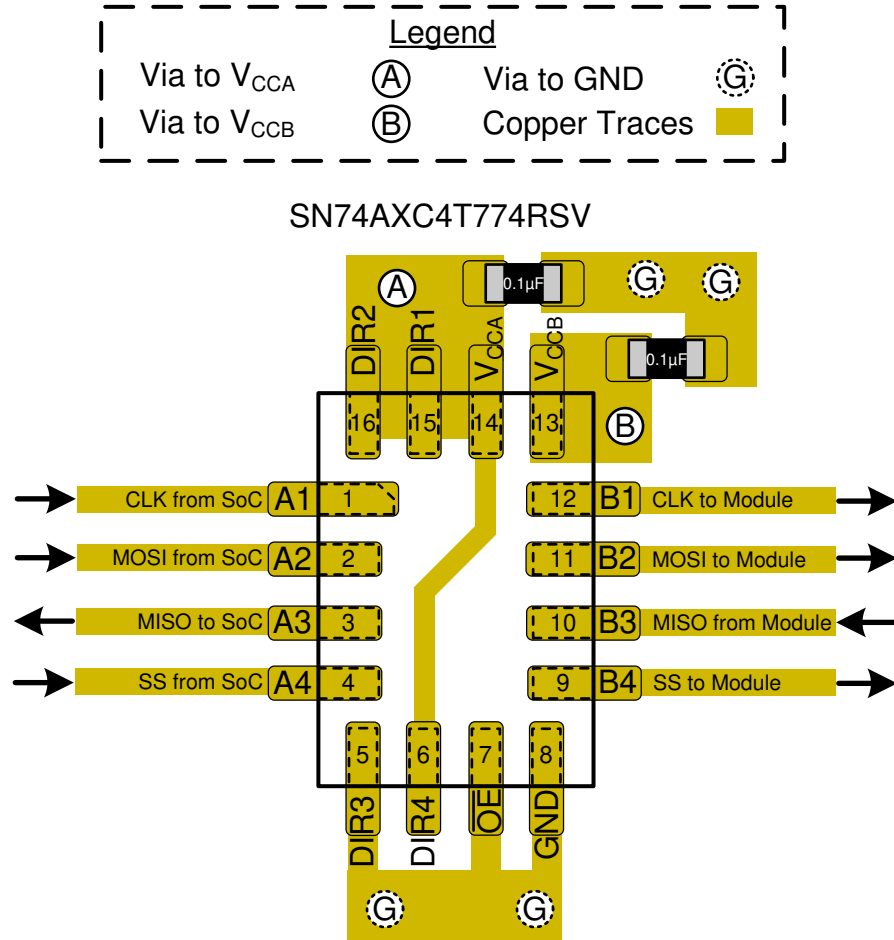 Legend
Via to VCCA A Via to GND G
Via to VCCB B Copper Traces
SN74AXC4T774RSV
A 0.1µF G G
DIR2 DIR1 VCCA VCCB 0.1µF
16 15 14 13 B
CLK from SoC A1 1 12 B1 CLK to Module
MOSI from SoC A2 2 11 B2 MOSI to Module
MISO to SoC A3 3 10 B3 MISO from Module
SS from SoC A4 4 9 B4 SS to Module
5 6 7 8
DIR3 DIR4 OE GND
G G